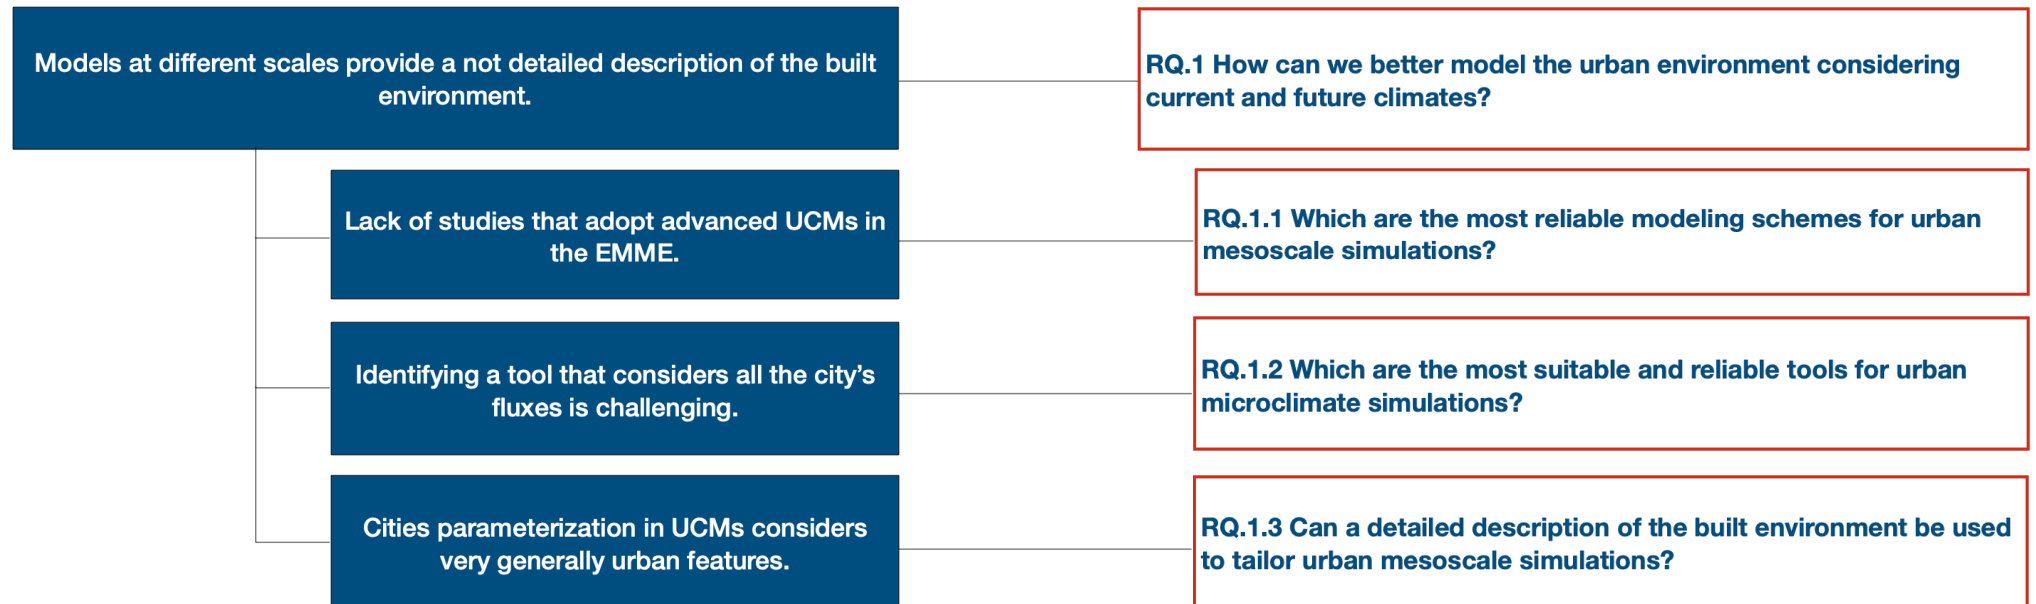 Models at different scales provide a not detailed description of the built
environment.
RQ.1 How can we better model the urban environment considering
current and future climates?
Lack of studies that adopt advanced UCMs in
the EMME.
RQ.1.1 Which are the most reliable modeling schemes for urban
mesoscale simulations?
Identifying a tool that considers all the city’s
fluxes is challenging.
RQ.1.2 Which are the most suitable and reliable tools for urban
microclimate simulations?
Cities parameterization in UCMs considers
very generally urban features.
RQ.1.3 Can a detailed description of the built environment be used
to tailor urban mesoscale simulations?